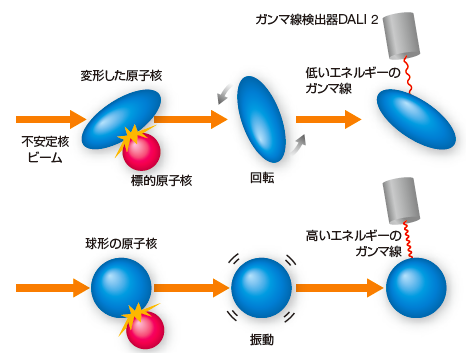 ガンマ線検出器DALI 2
変形した原子核
低いエネルギーの
ガンマ線
不安定核
ビーム
標的原子核
回転
球形の原子核
高いエネルギーの
ガンマ線
振動